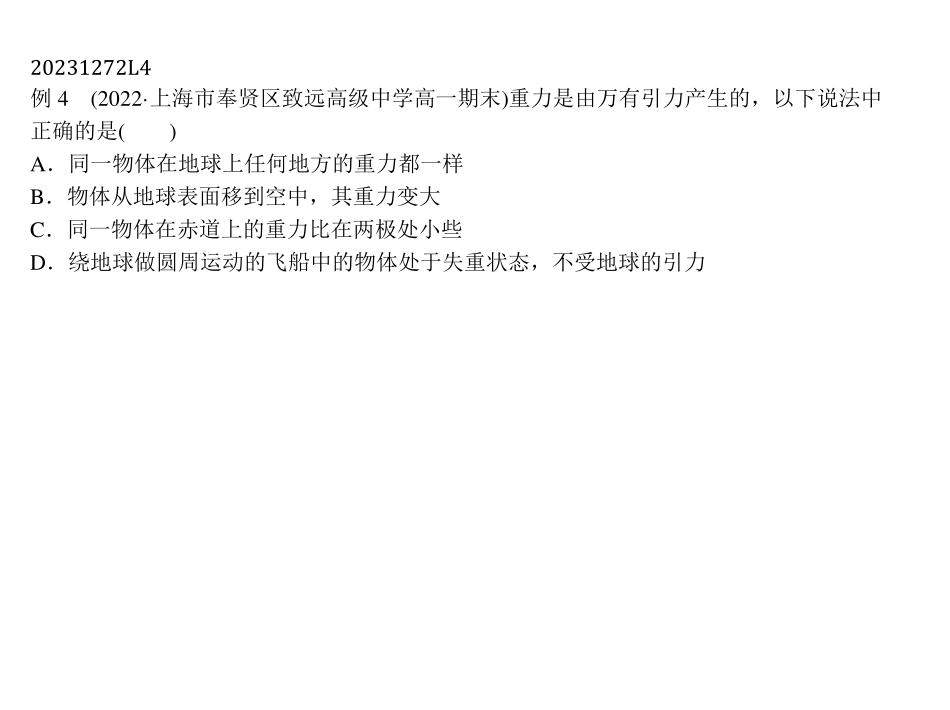 20231272L4
例 4　(2022·上海市奉贤区致远高级中学高一期末)重力是由万有引力产生的，以下说法中
正确的是(　　)
A．同一物体在地球上任何地方的重力都一样
B．物体从地球表面移到空中，其重力变大
C．同一物体在赤道上的重力比在两极处小些
D．绕地球做圆周运动的飞船中的物体处于失重状态，不受地球的引力